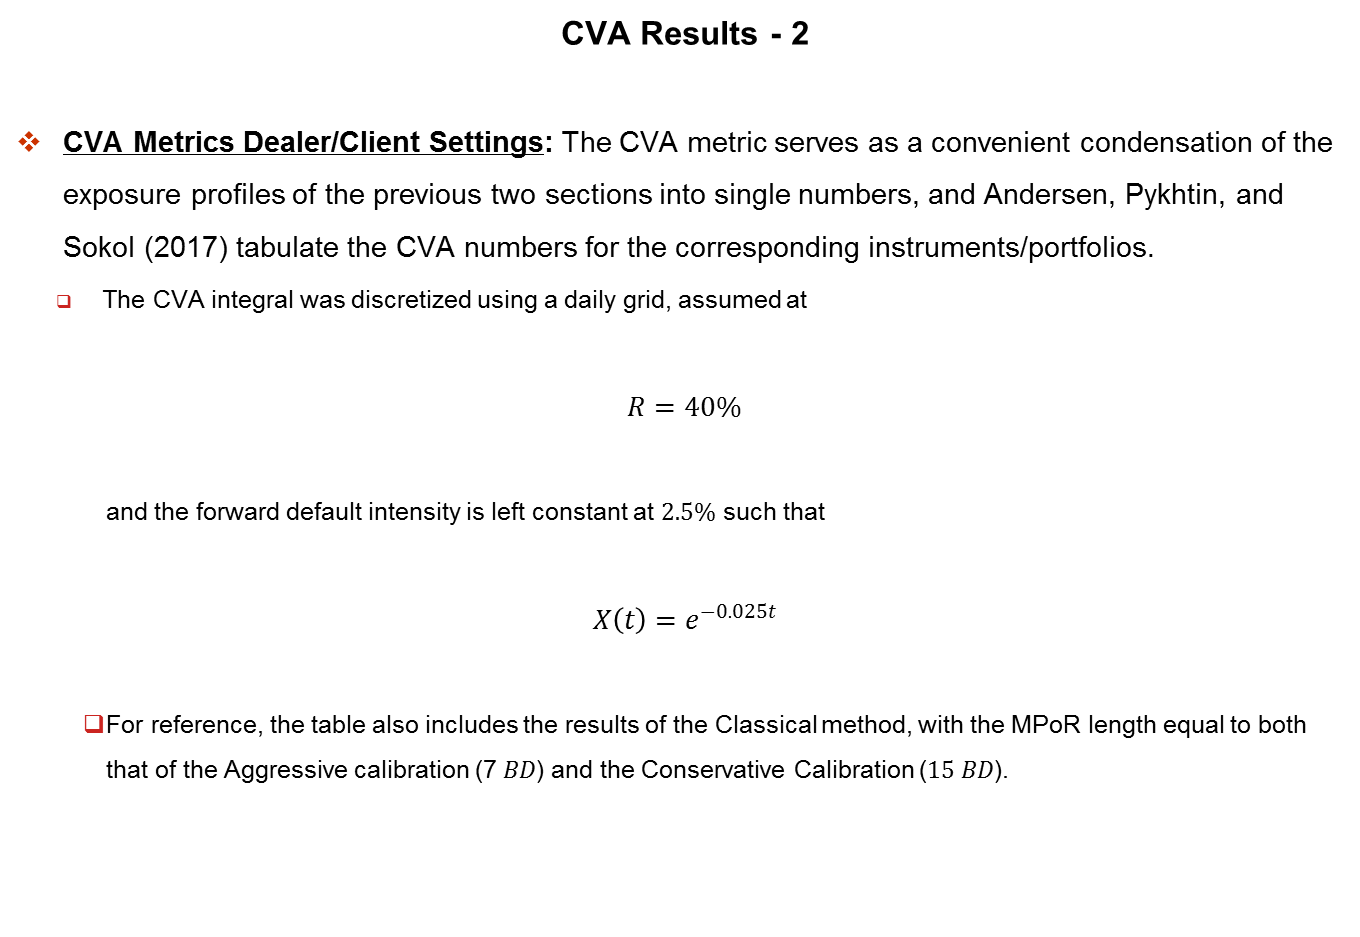 CVA Results - 2
❖ CVA Metrics Dealer/Client Settings: The CVA metric serves as a convenient condensation of the
exposure profiles of the previous two sections into single numbers, and Andersen, Pykhtin, and
Sokol (2017) tabulate the CVA numbers for the corresponding instruments/portfolios.
❑ The CVA integral was discretized using a daily grid, assumed at
R = 40%
and the forward default intensity is left constant at 2.5% such that
X(t) = e^{−0.025t}
❑ For reference, the table also includes the results of the Classical method, with the MPoR length equal to both
that of the Aggressive calibration (7 BD) and the Conservative Calibration (15 BD).